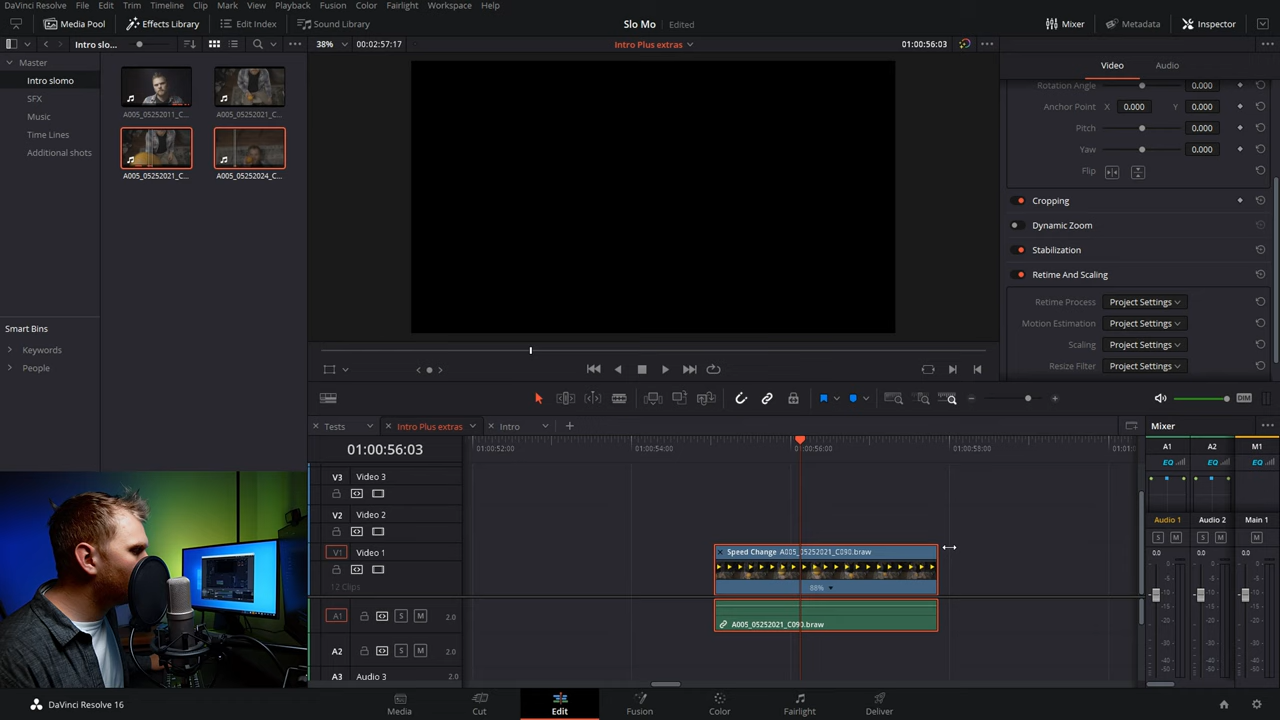 DaVinci Resolve File Edit Trim Timeline Clip Mark View Playback Fusion Color Fairlight Workspace Help
Media Pool Effects Library Edit Index Sound Library Slo Mo Edited Mixer Metadata Inspector
Intro slo... 38% 00:02:57:17 Intro Plus extras 01:00:56:03
Master
Intro slomo
SFX
Music
Time Lines
Additional shots
A005_05252011_C... A005_05252021_C...
A005_05252021_C... A005_05252024_C...
Smart Bins
Keywords
People
Video Audio
Rotation Angle 0.000
Anchor Point X 0.000 Y 0.000
Pitch 0.000
Yaw 0.000
Flip
Cropping
Dynamic Zoom
Stabilization
Retime And Scaling
Retime Process Project Settings
Motion Estimation Project Settings
Scaling Project Settings
Resize Filter Project Settings
DIM
Tests Intro Plus extras Intro
01:00:56:03 01:00:52:00 01:00:54:00 01:00:56:00 01:00:58:00 01:01:
V3 Video 3
V2 Video 2
V1 Video 1
12 Clips
Speed Change A005_05252021_C090.braw
88%
A1 S M 2.0
A005_05252021_C090.braw
A2 S M 2.0
A3 Audio 3
Mixer
A1 A2 M1
EQ EQ EQ
Audio 1 Audio 2 Main 1
S M S M M
0.0 0.0 0.0
DaVinci Resolve 16
Media Cut Edit Fusion Color Fairlight Deliver